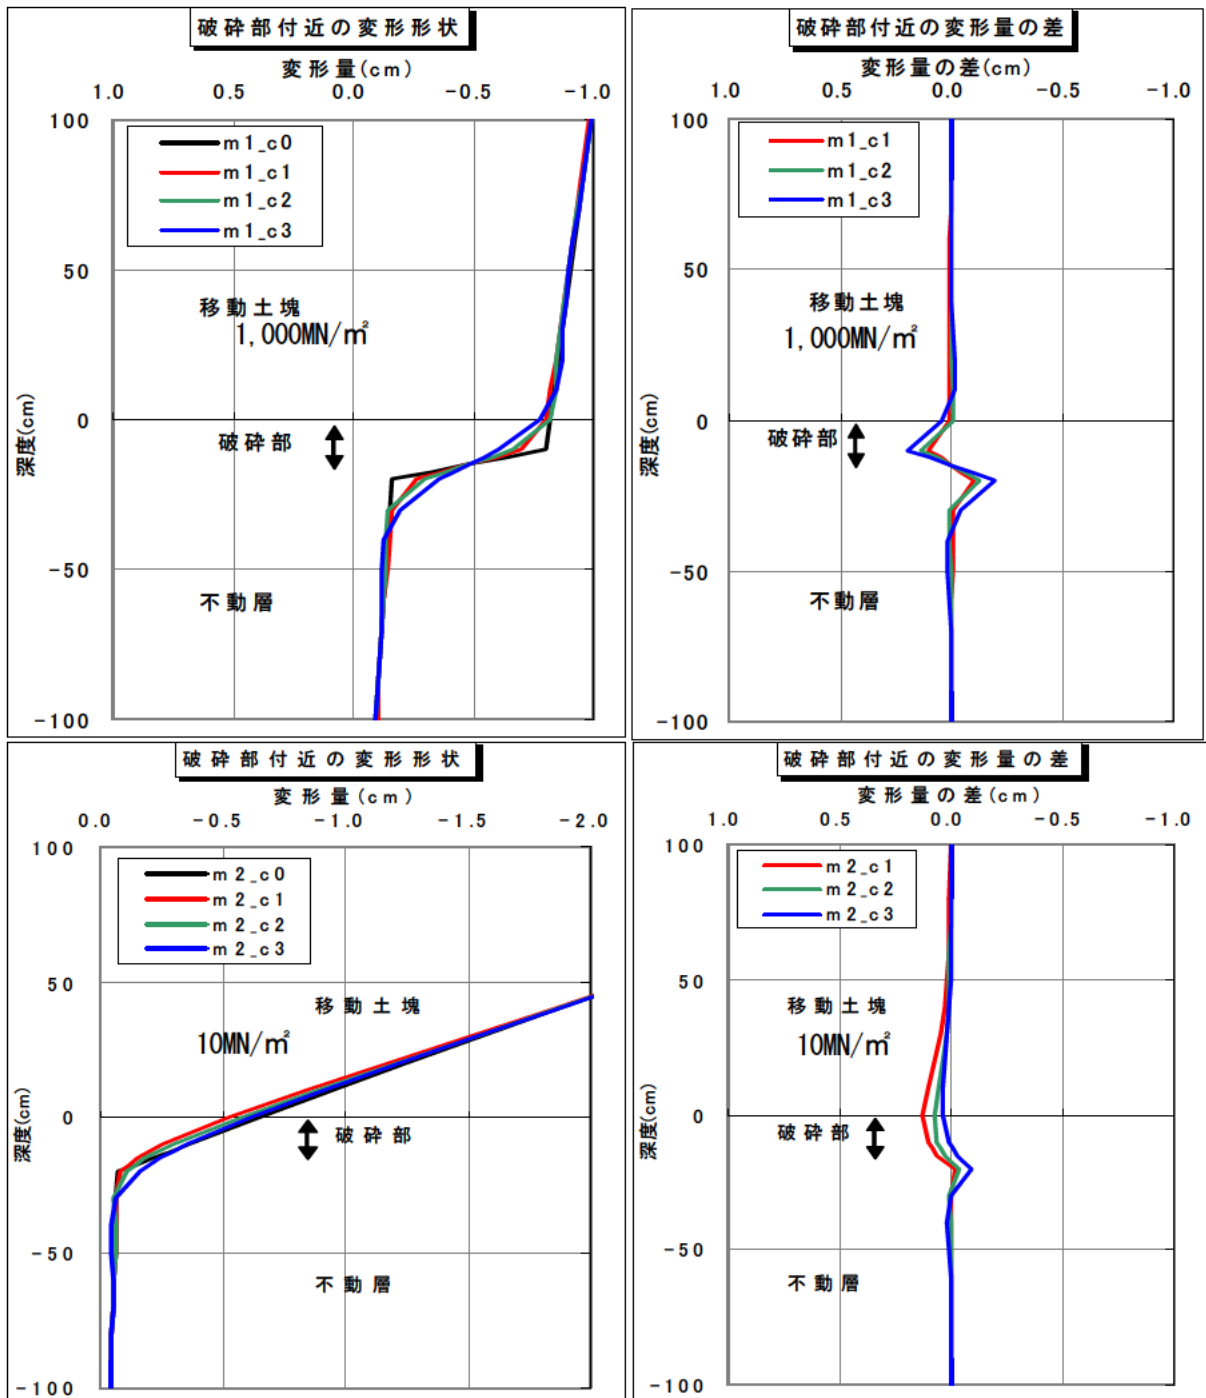 破砕部付近の変形形状
変形量(cm)
1.0 0.5 0.0 -0.5 -1.0
100
50
0
-50
-100
深度(cm)
m1_c0
m1_c1
m1_c2
m1_c3
移動土塊
1,000MN/㎡
破砕部
不動層
破砕部付近の変形量の差
変形量の差(cm)
1.0 0.5 0.0 -0.5 -1.0
100
50
0
-50
-100
深度(cm)
m1_c1
m1_c2
m1_c3
移動土塊
1,000MN/㎡
破砕部
不動層
破砕部付近の変形形状
変形量(cm)
0.0 -0.5 -1.0 -1.5 -2.0
100
50
0
-50
-100
深度(cm)
m2_c0
m2_c1
m2_c2
m2_c3
移動土塊
10MN/㎡
破砕部
不動層
破砕部付近の変形量の差
変形量の差(cm)
1.0 0.5 0.0 -0.5 -1.0
100
50
0
-50
-100
深度(cm)
m2_c1
m2_c2
m2_c3
移動土塊
10MN/㎡
破砕部
不動層